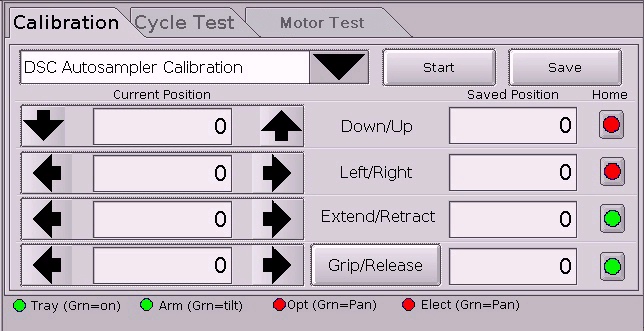 Calibration Cycle Test Motor Test
DSC Autosampler Calibration Start Save
Current Position Saved Position Home
0 Down/Up 0
0 Left/Right 0
0 Extend/Retract 0
0 Grip/Release 0
Tray (Grn=on) Arm (Grn=tilt) Opt (Grn=Pan) Elect (Grn=Pan)